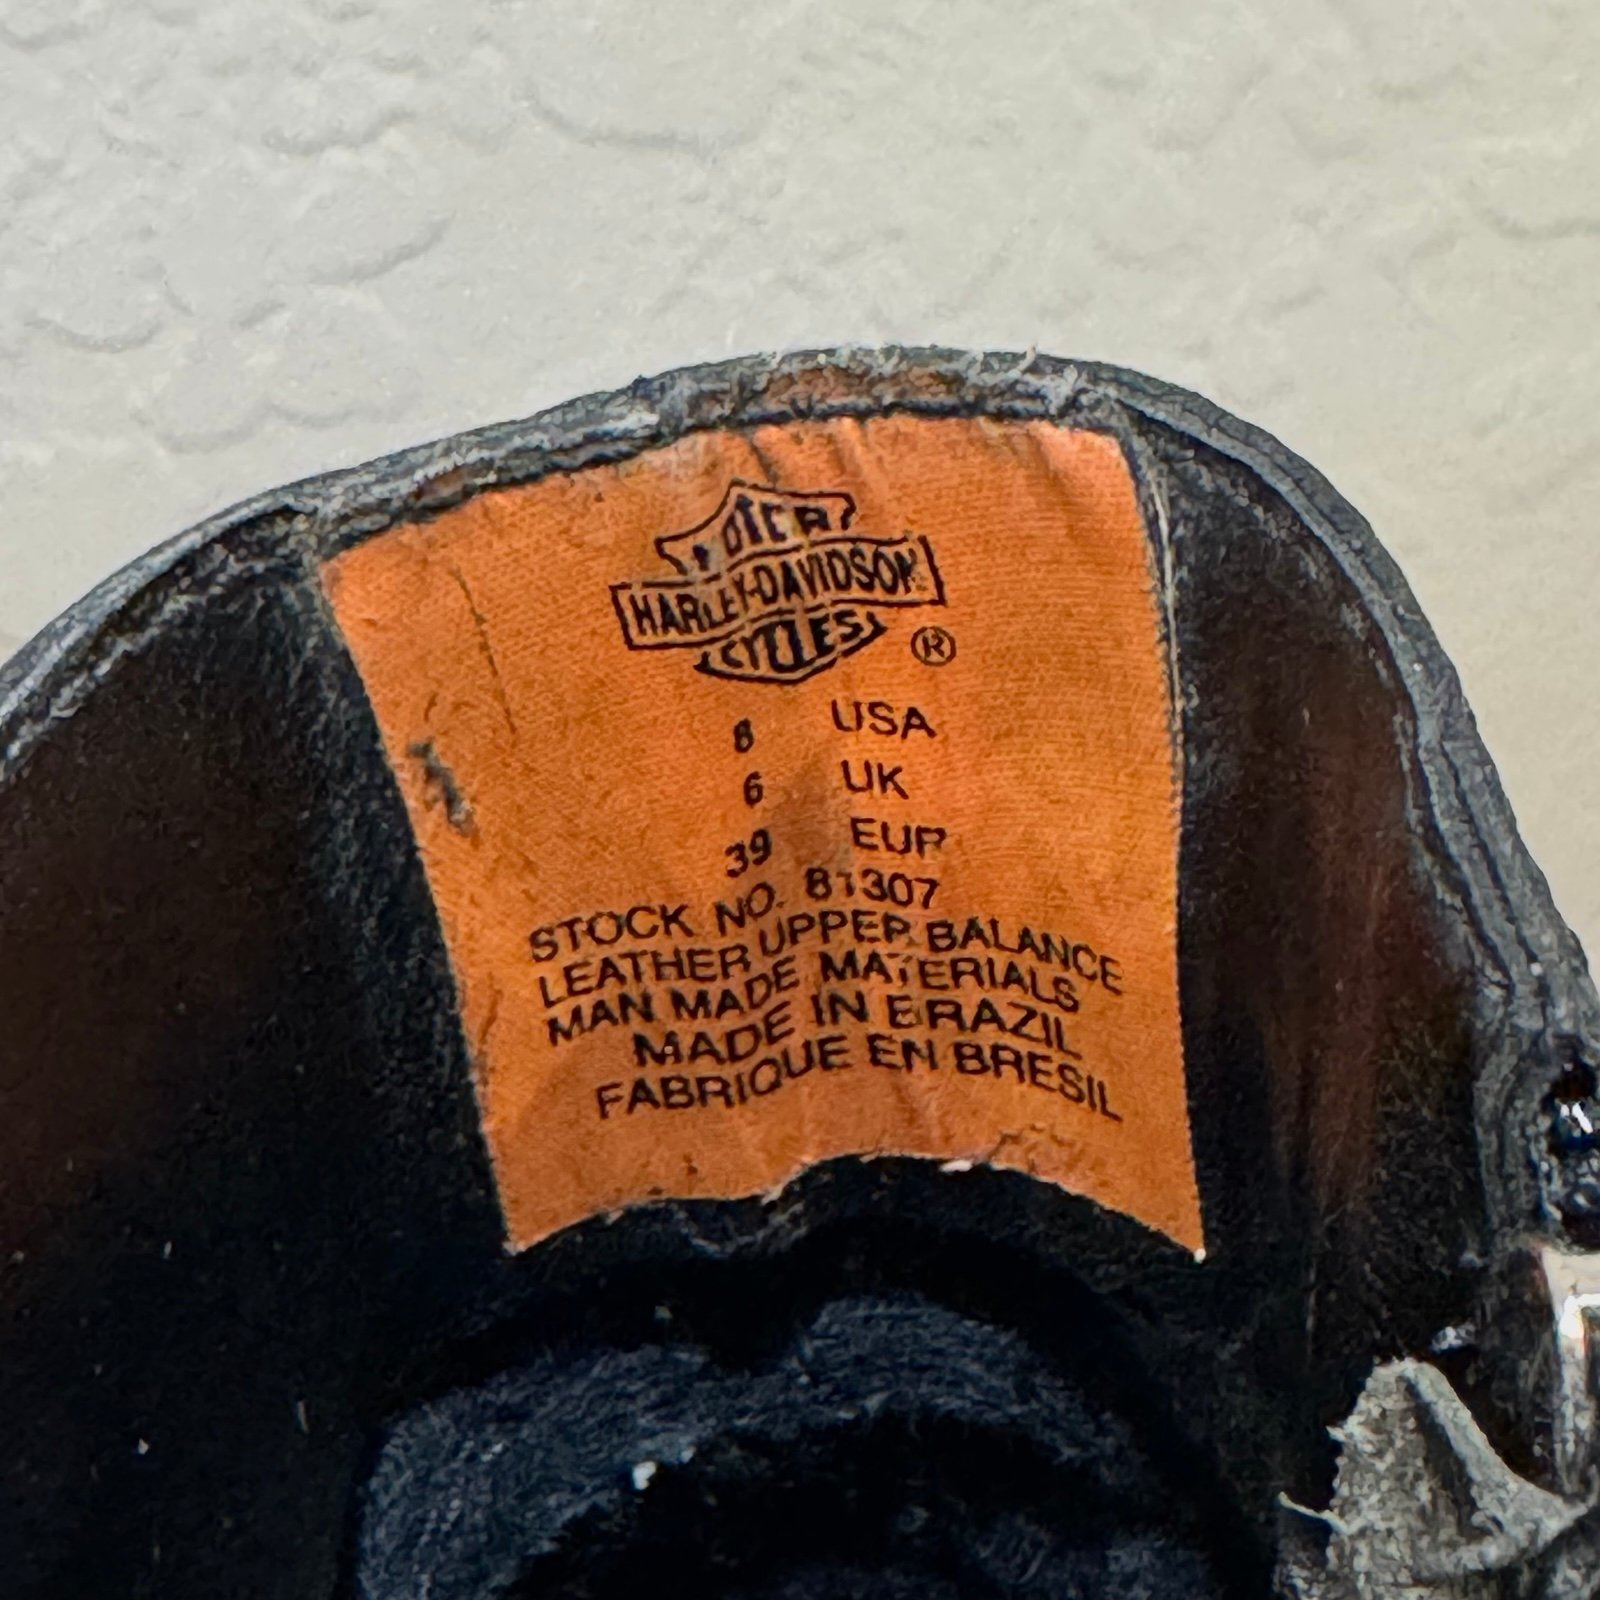 MOTOR
HARLEY-DAVIDSON
CYCLES
®
8 USA
6 UK
39 EUR
STOCK NO. 81307
LEATHER UPPER BALANCE
MAN MADE MATERIALS
MADE IN BRAZIL
FABRIQUE EN BRESIL